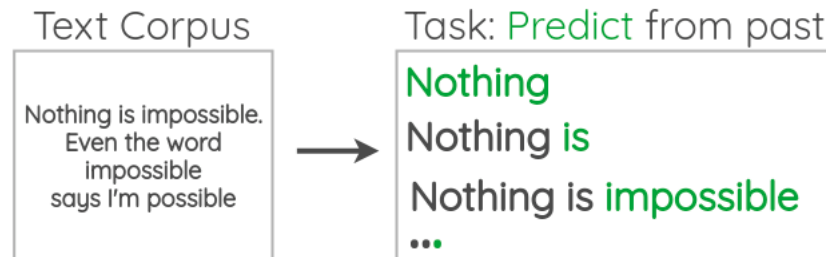 Text Corpus
Nothing is impossible.
Even the word
impossible
says I'm possible
Task: Predict from past
Nothing
Nothing is
Nothing is impossible
...